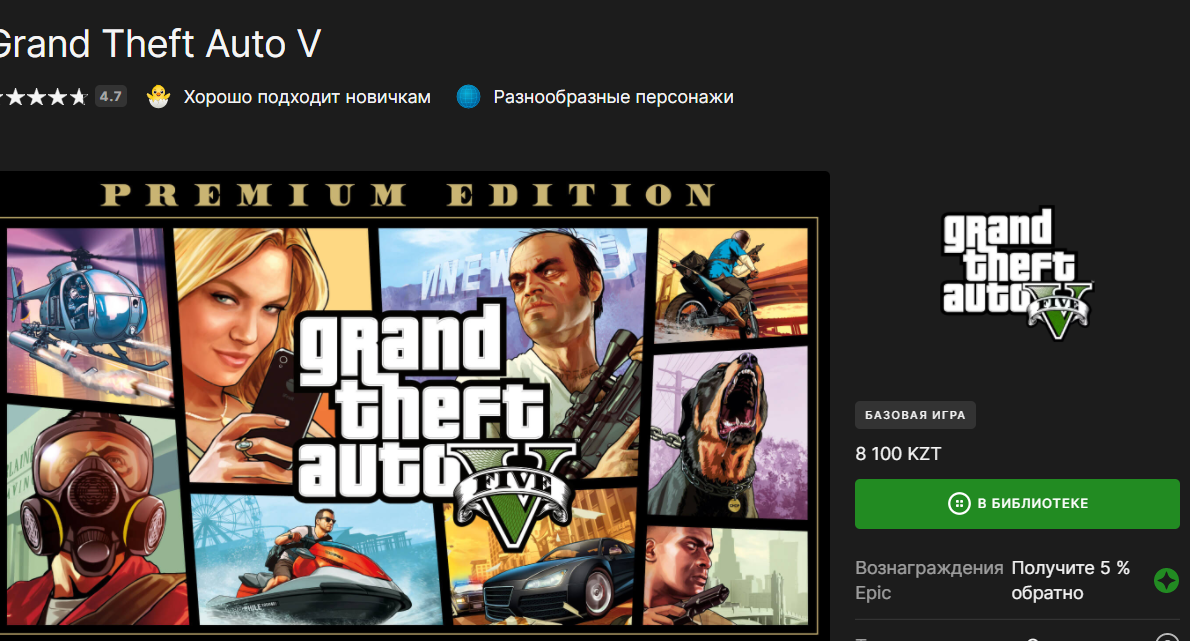 Grand Theft Auto V
4.7 Хорошо подходит новичкам Разнообразные персонажи
PREMIUM EDITION
VINEW
grand
theft
auto
FIVE
grand
theft
auto
FIVE
БАЗОВАЯ ИГРА
8 100 KZT
В БИБЛИОТЕКЕ
Вознаграждения Получите 5 %
Epic обратно